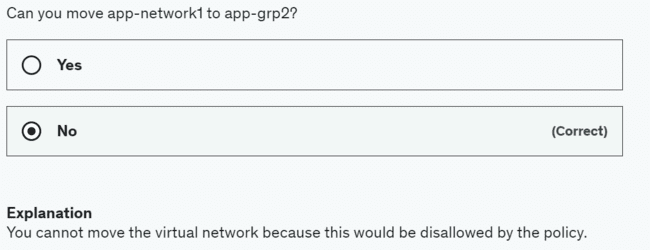 Can you move app-network1 to app-grp2?
Yes
No (Correct)
Explanation
You cannot move the virtual network because this would be disallowed by the policy.